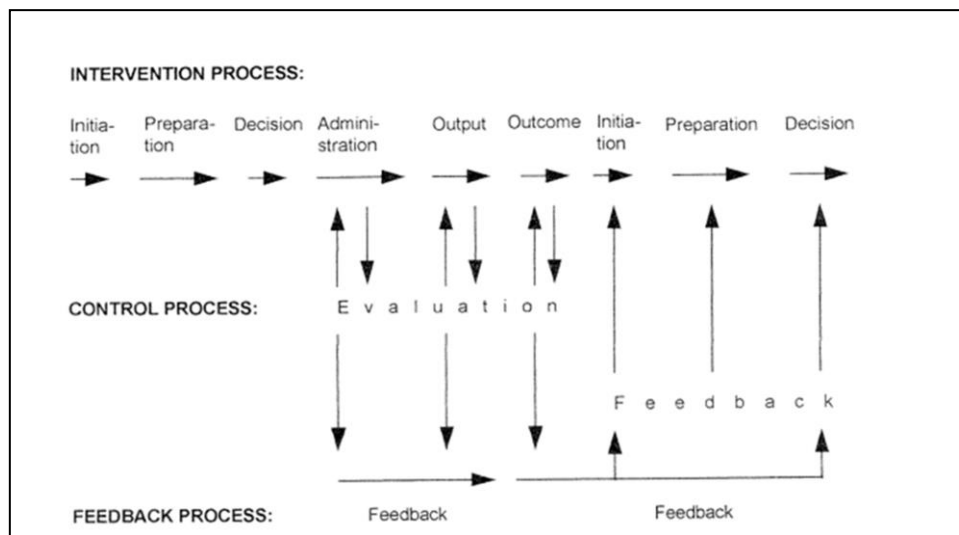 INTERVENTION PROCESS:
Initia-
tion
Prepara-
tion
Decision
Admini-
stration
Output
Outcome
Initia-
tion
Preparation
Decision
CONTROL PROCESS:
E v a l u a t i o n
F e e d b a c k
FEEDBACK PROCESS:
Feedback
Feedback